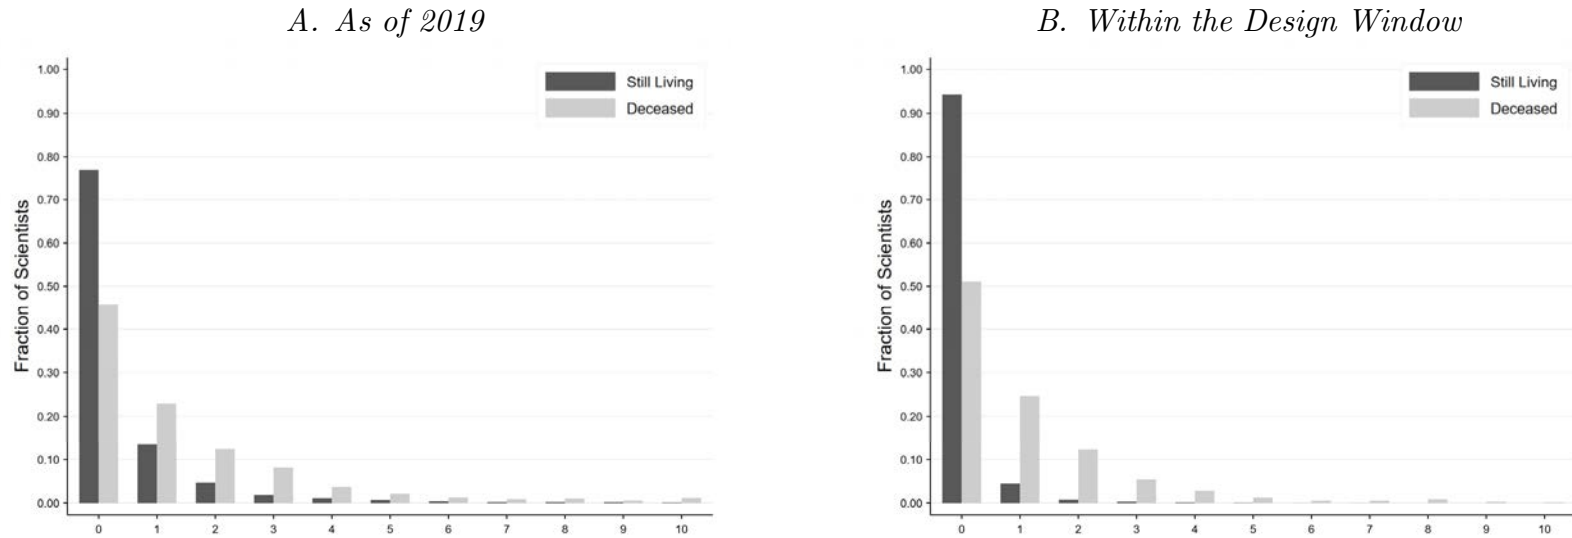 A. As of 2019
1.00
0.90
0.80
0.70
0.60
0.50
0.40
0.30
0.20
0.10
0.00
Fraction of Scientists
Still Living
Deceased
0 1 2 3 4 5 6 7 8 9 10
B. Within the Design Window
1.00
0.90
0.80
0.70
0.60
0.50
0.40
0.30
0.20
0.10
0.00
Fraction of Scientists
Still Living
Deceased
0 1 2 3 4 5 6 7 8 9 10